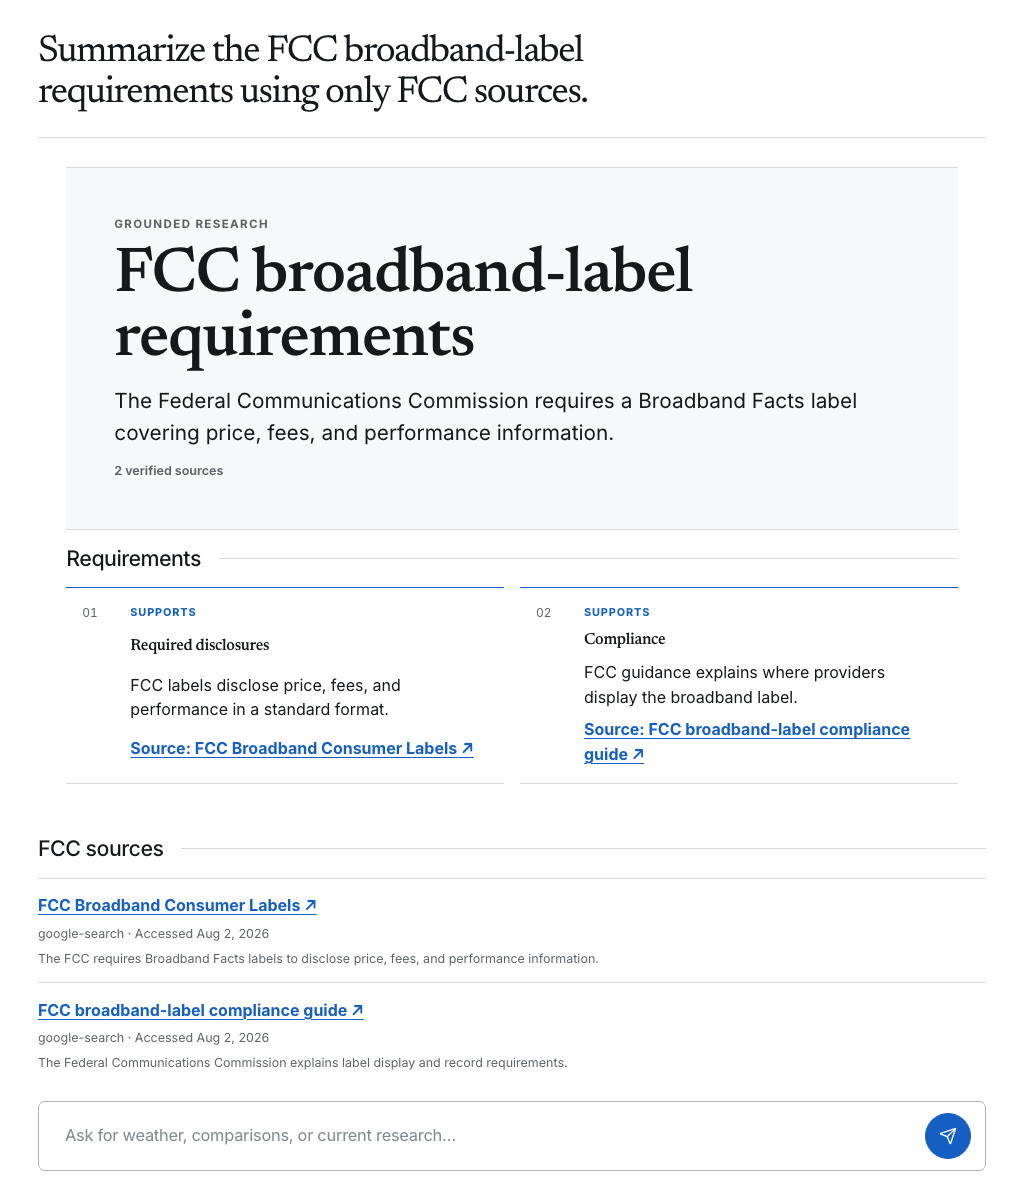 Summarize the FCC broadband-label
requirements using only FCC sources.
GROUNDED RESEARCH
FCC broadband-label
requirements
The Federal Communications Commission requires a Broadband Facts label
covering price, fees, and performance information.
2 verified sources
Requirements
01
SUPPORTS
Required disclosures
FCC labels disclose price, fees, and
performance in a standard format.
Source: FCC Broadband Consumer Labels ↗
02
SUPPORTS
Compliance
FCC guidance explains where providers
display the broadband label.
Source: FCC broadband-label compliance
guide ↗
FCC sources
FCC Broadband Consumer Labels ↗
google-search · Accessed Aug 2, 2026
The FCC requires Broadband Facts labels to disclose price, fees, and performance information.
FCC broadband-label compliance guide ↗
google-search · Accessed Aug 2, 2026
The Federal Communications Commission explains label display and record requirements.
Ask for weather, comparisons, or current research...